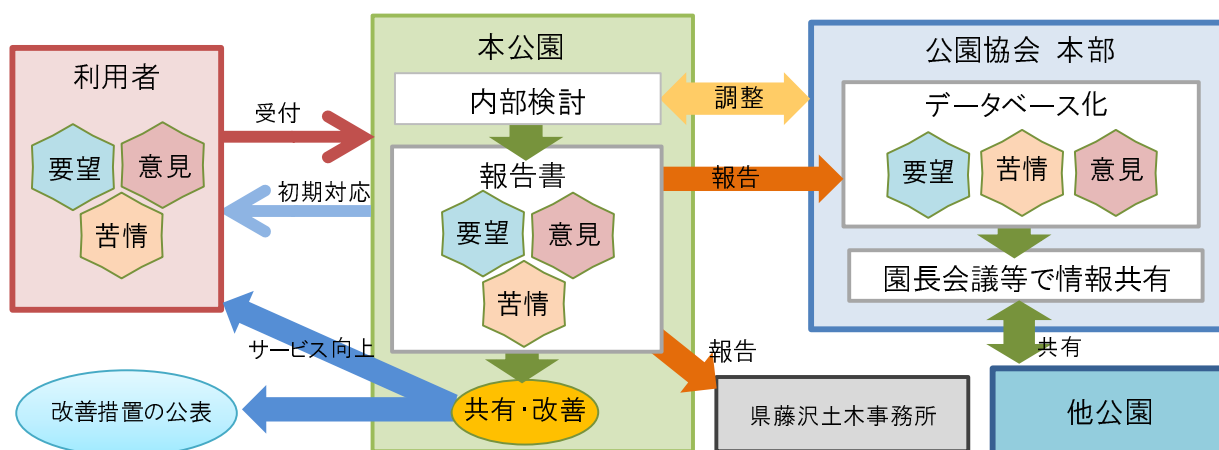 利用者
要望
意見
苦情
受付
初期対応
サービス向上
改善措置の公表
本公園
内部検討
報告書
要望
意見
苦情
共有・改善
調整
報告
報告
県藤沢土木事務所
公園協会 本部
データベース化
要望
苦情
意見
園長会議等で情報共有
共有
他公園